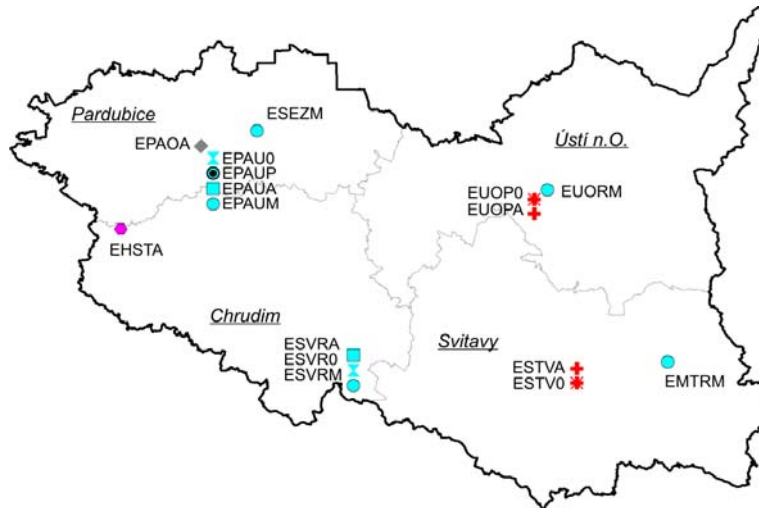 Pardubice
ESEZM
EPAOA
EPAU0
EPAUP
EPAUA
EPAUM
EHSTA
Ústí n.O.
EUOP0
EUORM
EUOPA
Chrudim
ESVRA
ESVR0
ESVRM
Svitavy
ESTVA
ESTV0
EMTRM